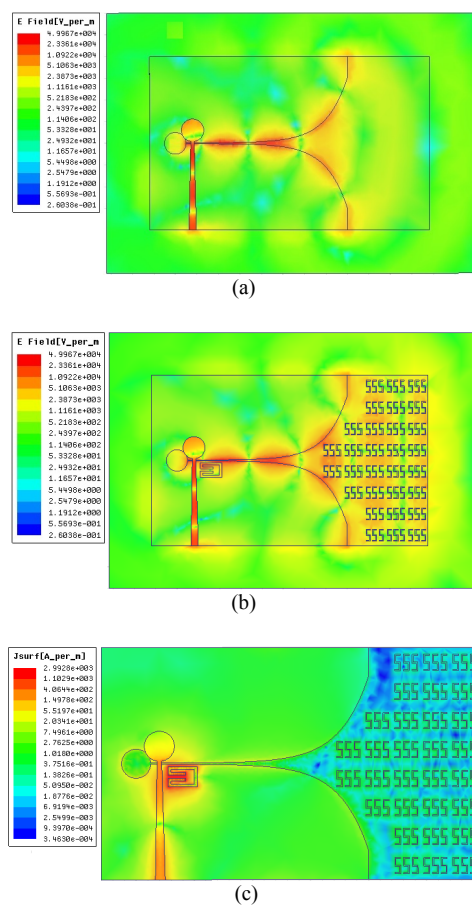 E Field[V_per_m
4.9967e+004
2.3361e+004
1.0922e+004
5.1063e+003
2.3873e+003
1.1161e+003
5.2183e+002
2.4397e+002
1.1406e+002
5.3328e+001
2.4932e+001
1.1657e+001
5.4498e+000
2.5479e+000
1.1912e+000
5.5693e-001
2.6038e-001
(a)
E Field[V_per_m
4.9967e+004
2.3361e+004
1.0922e+004
5.1063e+003
2.3873e+003
1.1161e+003
5.2183e+002
2.4397e+002
1.1406e+002
5.3328e+001
2.4932e+001
1.1657e+001
5.4498e+000
2.5479e+000
1.1912e+000
5.5693e-001
2.6038e-001
(b)
Jsurf[A_per_m]
2.9928e+003
1.1029e+003
4.0644e+002
1.4978e+002
5.5197e+001
2.0341e+001
7.4961e+000
2.7625e+000
1.0180e+000
3.7516e-001
1.3826e-001
5.0950e-002
1.8776e-002
6.9194e-003
2.5499e-003
9.3970e-004
3.4630e-004
(c)